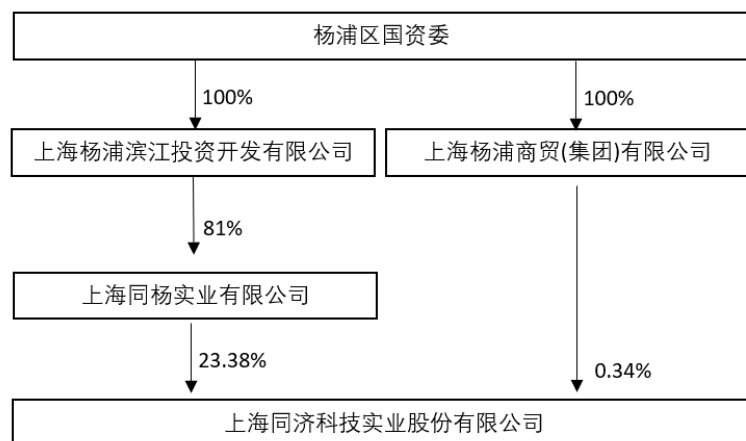 杨浦区国资委
100%
100%
上海杨浦滨江投资开发有限公司
上海杨浦商贸(集团)有限公司
81%
上海同杨实业有限公司
23.38%
0.34%
上海同济科技实业股份有限公司